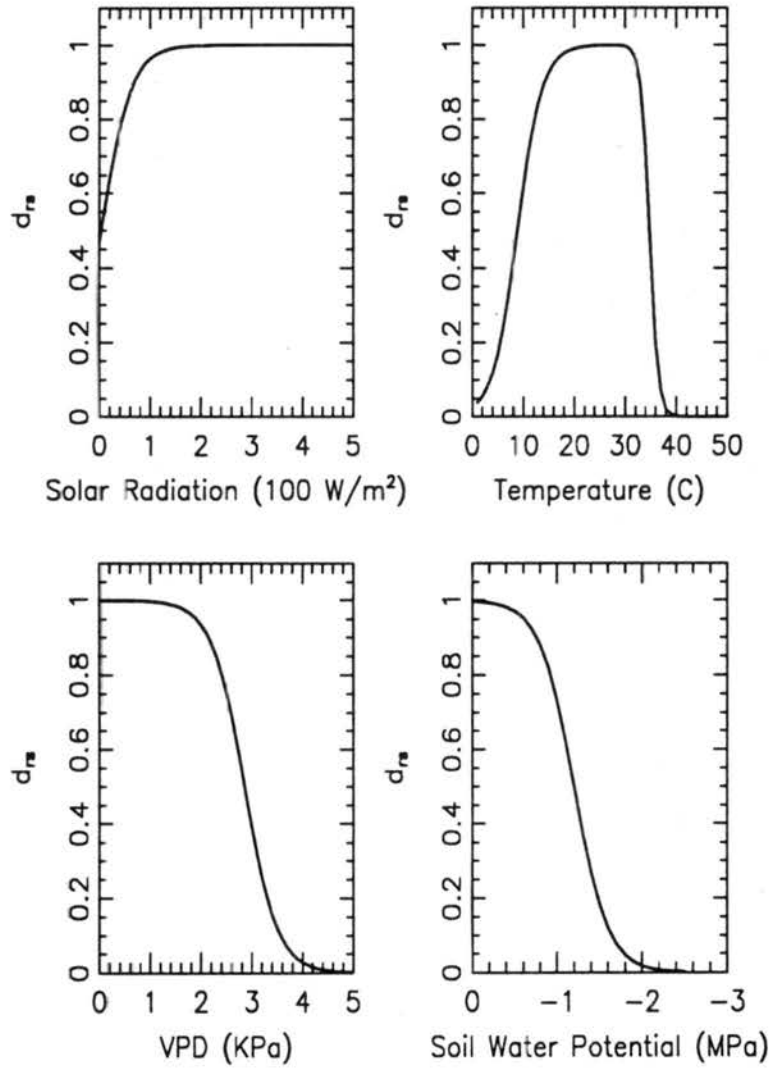 1
0.8
0.6
0.4
0.2
0
d_rs
0 1 2 3 4 5
Solar Radiation (100 W/m²)
1
0.8
0.6
0.4
0.2
0
d_rs
0 10 20 30 40 50
Temperature (C)
1
0.8
0.6
0.4
0.2
0
d_rs
0 1 2 3 4 5
VPD (KPa)
1
0.8
0.6
0.4
0.2
0
d_rs
0 -1 -2 -3
Soil Water Potential (MPa)